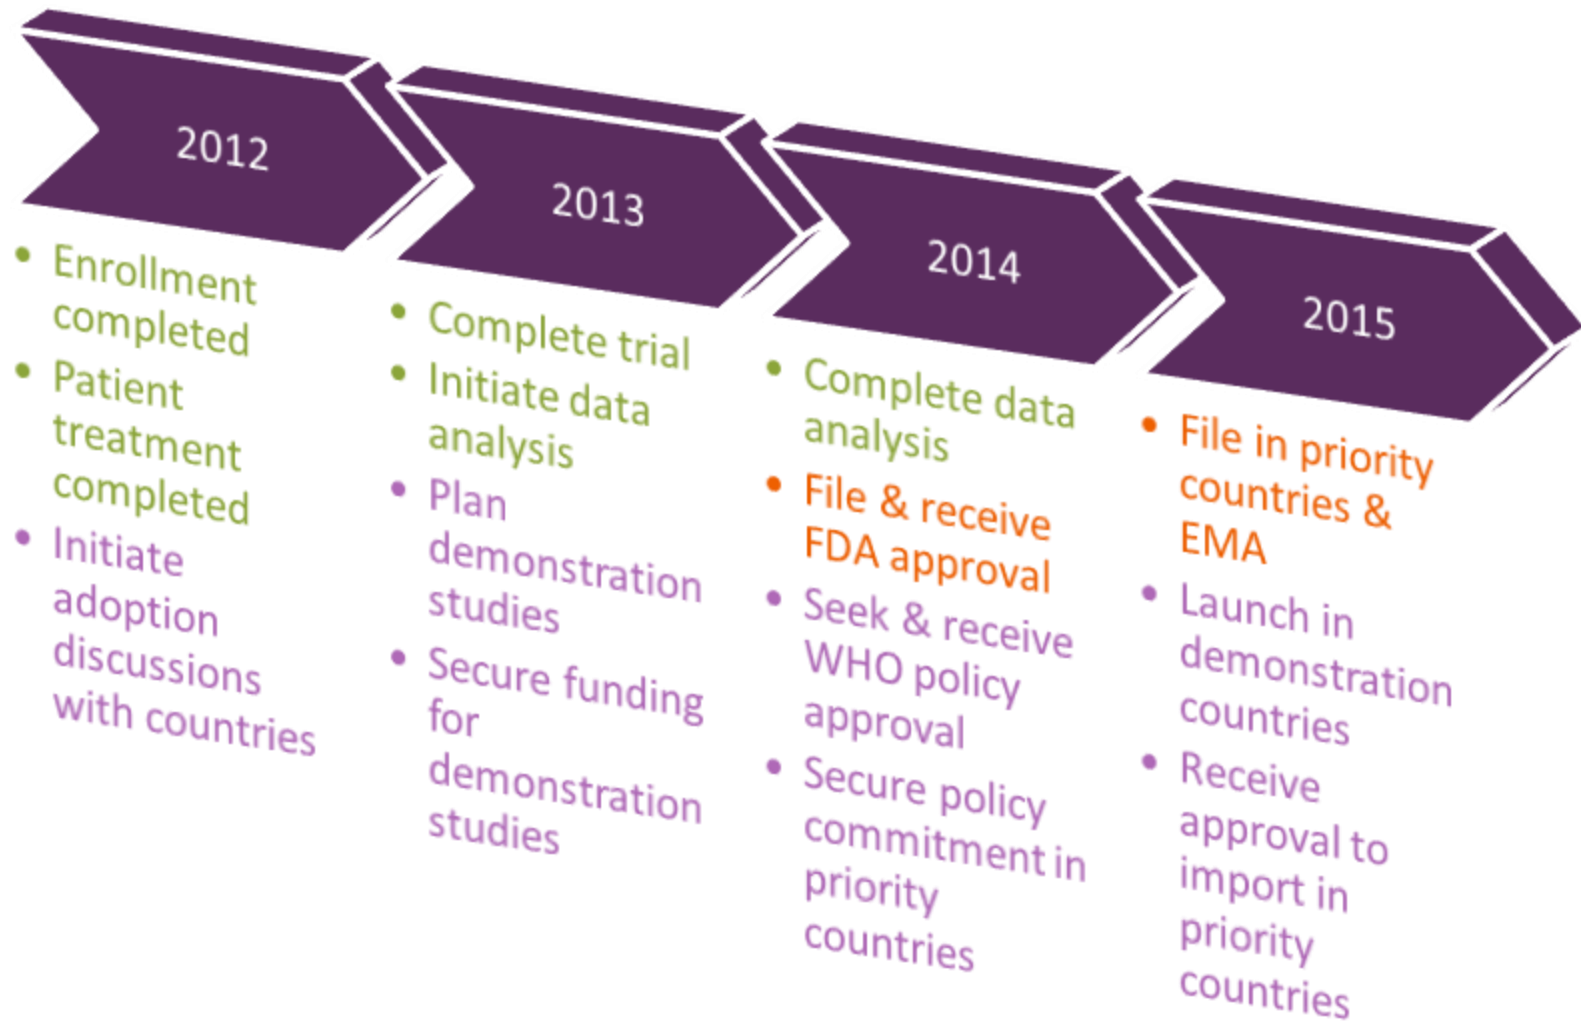 2012
• Enrollment
completed
• Patient
treatment
completed
• Initiate
adoption
discussions
with countries
2013
• Complete trial
• Initiate data
analysis
• Plan
demonstration
studies
• Secure funding
for
demonstration
studies
2014
• Complete data
analysis
• File & receive
FDA approval
• Seek & receive
WHO policy
approval
• Secure policy
commitment in
priority
countries
2015
• File in priority
countries &
EMA
• Launch in
demonstration
countries
• Receive
approval to
import in
priority
countries